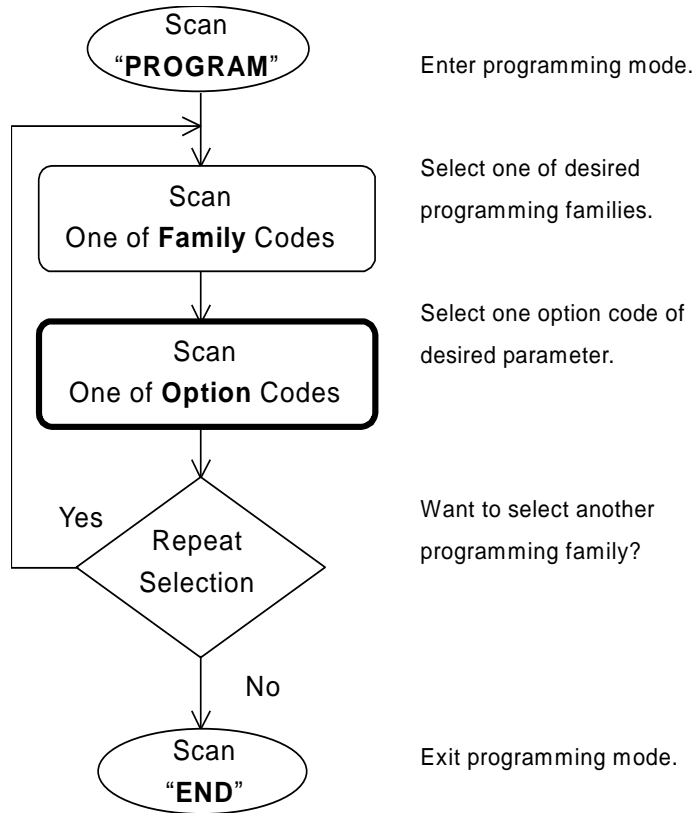 Scan
“PROGRAM”
Enter programming mode.
Select one of desired
programming families.
Scan
One of Family Codes
Select one option code of
desired parameter.
Scan
One of Option Codes
Yes
Repeat
Selection
Want to select another
programming family?
No
Scan
“END”
Exit programming mode.